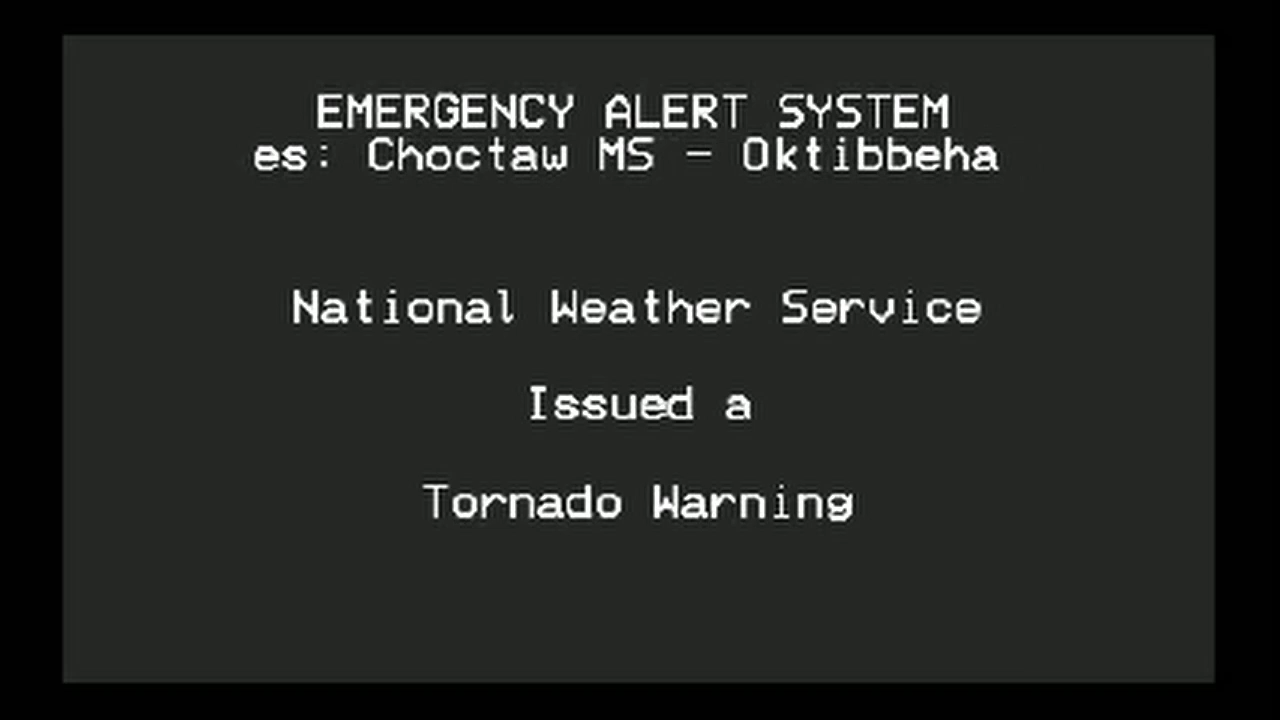 EMERGENCY ALERT SYSTEM
es: Choctaw MS - Oktibbeha
National Weather Service
Issued a
Tornado Warning